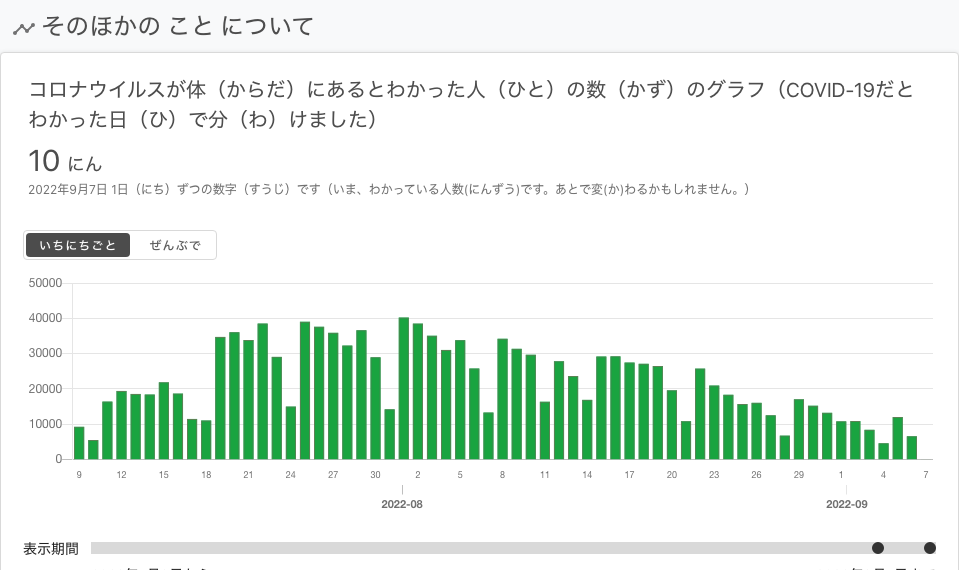 そのほかの こと について
コロナウイルスが体（からだ）にあるとわかった人（ひと）の数（かず）のグラフ（COVID-19だと
わかった日（ひ）で分（わ）けました）
10 にん
2022年9月7日 1日（にち）ずつの数字（すうじ）です（いま、わかっている人数(にんずう)です。あとで変(か)わるかもしれません。）
いちにちごと ぜんぶで
50000
40000
30000
20000
10000
0
9 12 15 18 21 24 27 30 2 5 8 11 14 17 20 23 26 29 1 4 7
2022-08 2022-09
表示期間